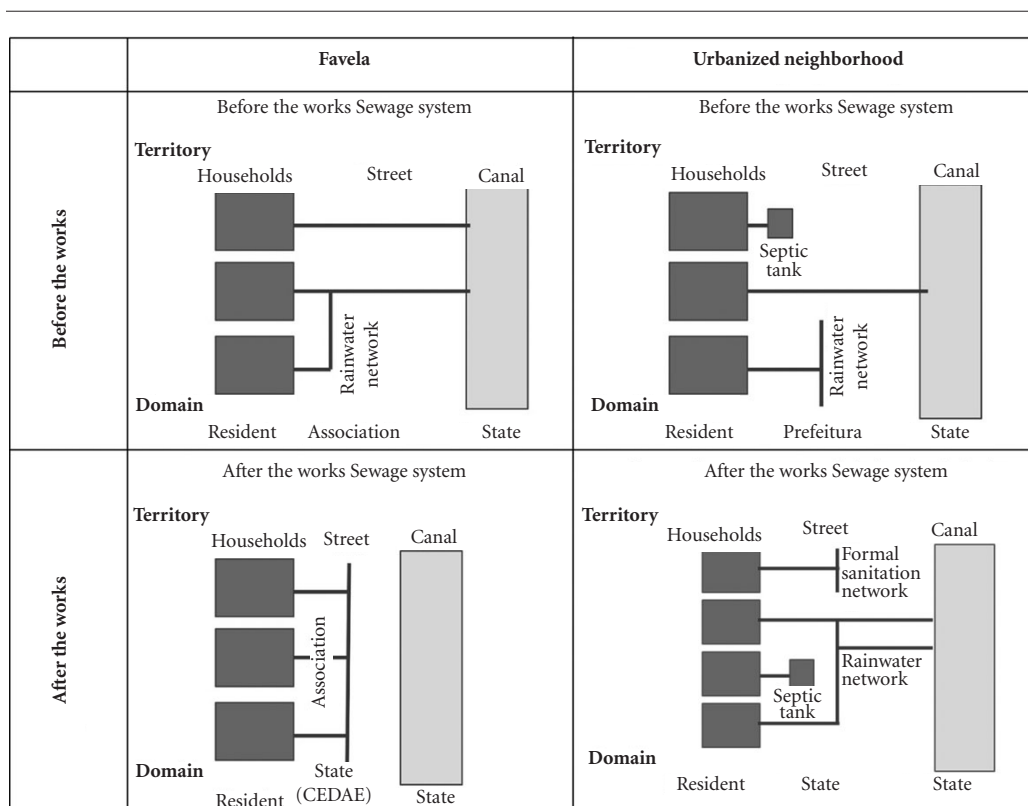 Favela
Urbanized neighborhood
Before the works
Before the works Sewage system
Territory
Households Street Canal
Rainwater
network
Domain
Resident Association State
Before the works Sewage system
Territory
Households Street Canal
Septic
tank
Rainwater
network
Domain
Resident Prefeitura State
After the works
After the works Sewage system
Territory
Households Street Canal
Association
Domain
State
(CEDAE)
Resident State
After the works Sewage system
Territory
Households Street Canal
Formal
sanitation
network
Rainwater
network
Septic
tank
Domain
Resident State State